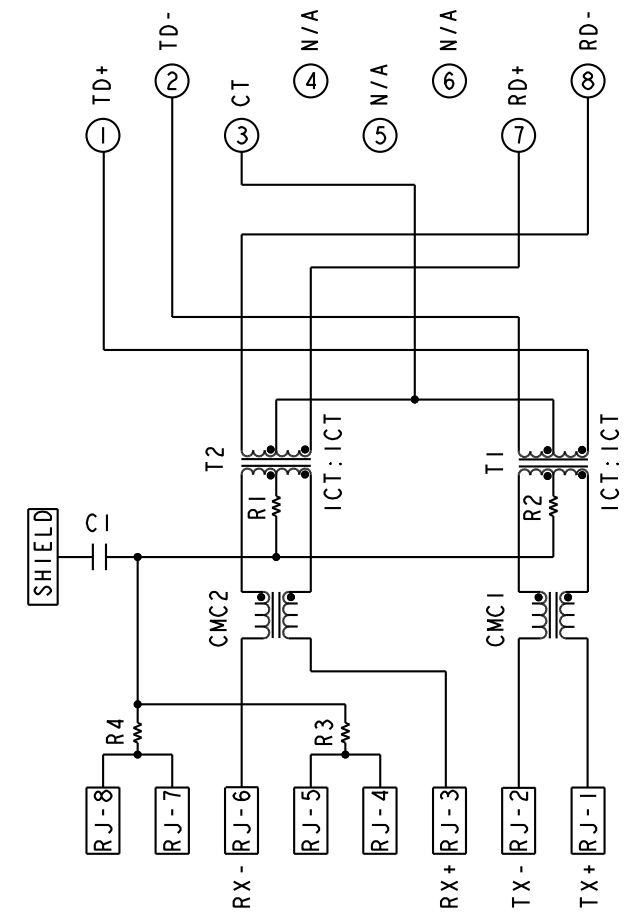 TD+
TD-
CT
N/A
N/A
N/A
RD+
RD-
1
2
3
4
5
6
7
8
T2
1CT:1CT
T1
1CT:1CT
R1
R2
SHIELD
C1
CMC2
CMC1
R4
R3
RJ-8
RJ-7
RJ-6
RJ-5
RJ-4
RJ-3
RJ-2
RJ-1
RX-
RX+
TX-
TX+